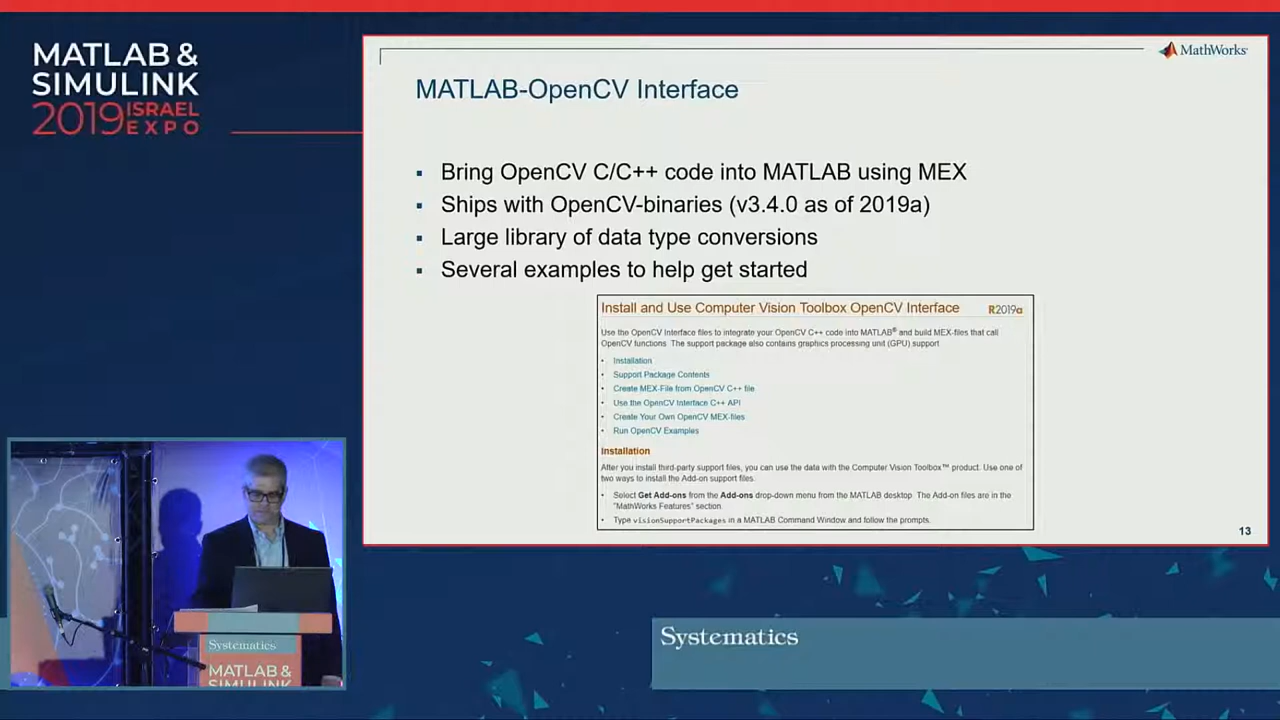 MATLAB &
SIMULINK
2019 ISRAEL
EXPO
MathWorks®
MATLAB-OpenCV Interface
▪ Bring OpenCV C/C++ code into MATLAB using MEX
▪ Ships with OpenCV-binaries (v3.4.0 as of 2019a)
▪ Large library of data type conversions
▪ Several examples to help get started
Install and Use Computer Vision Toolbox OpenCV Interface R2019a
Use the OpenCV Interface files to integrate your OpenCV C++ code into MATLAB® and build MEX-files that call
OpenCV functions. The support package also contains graphics processing unit (GPU) support
• Installation
• Support Package Contents
• Create MEX-File from OpenCV C++ file
• Use the OpenCV Interface C++ API
• Create Your Own OpenCV MEX-files
• Run OpenCV Examples
Installation
After you install third-party support files, you can use the data with the Computer Vision Toolbox™ product. Use one of
two ways to install the Add-on support files.
• Select Get Add-ons from the Add-ons drop-down menu from the MATLAB desktop. The Add-on files are in the
"MathWorks Features" section.
• Type visionSupportPackages in a MATLAB Command Window and follow the prompts.
13
Systematics
MATLAB &
SIMULINK
Systematics